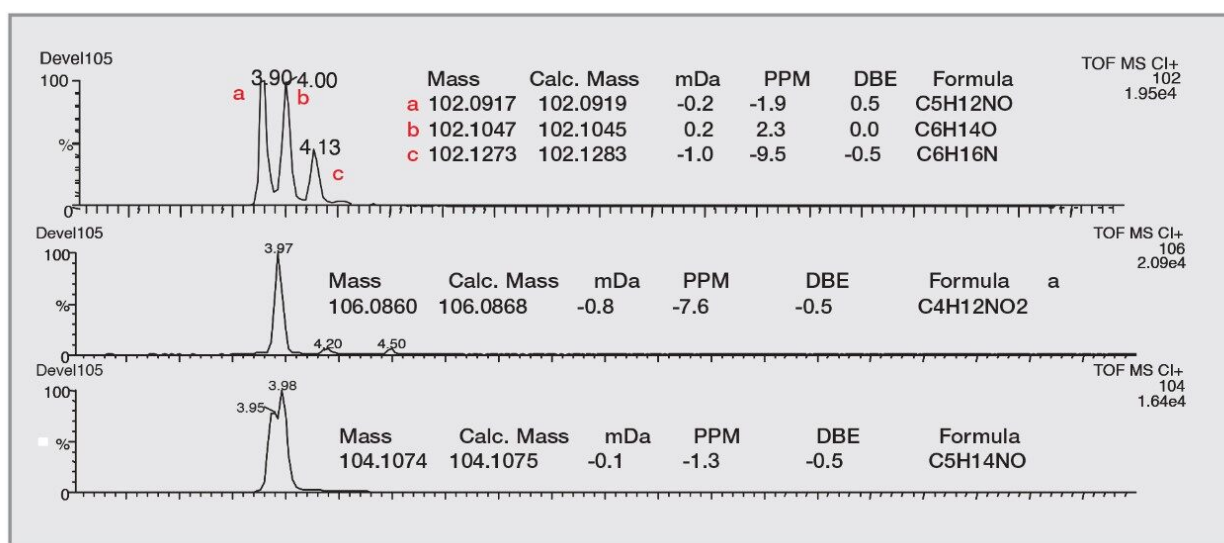 Devel105
TOF MS CI+
102
1.95e4
100
%
0
3.90
4.00
4.13
a
b
c
Mass Calc. Mass mDa PPM DBE Formula
a 102.0917 102.0919 -0.2 -1.9 0.5 C5H12NO
b 102.1047 102.1045 0.2 2.3 0.0 C6H14O
c 102.1273 102.1283 -1.0 -9.5 -0.5 C6H16N
Devel105
TOF MS CI+
106
2.09e4
100
%
0
3.97
4.20
4.50
Mass Calc. Mass mDa PPM DBE Formula a
106.0860 106.0868 -0.8 -7.6 -0.5 C4H12NO2
Devel105
TOF MS CI+
104
1.64e4
100
%
0
3.95
3.98
Mass Calc. Mass mDa PPM DBE Formula
104.1074 104.1075 -0.1 -1.3 -0.5 C5H14NO